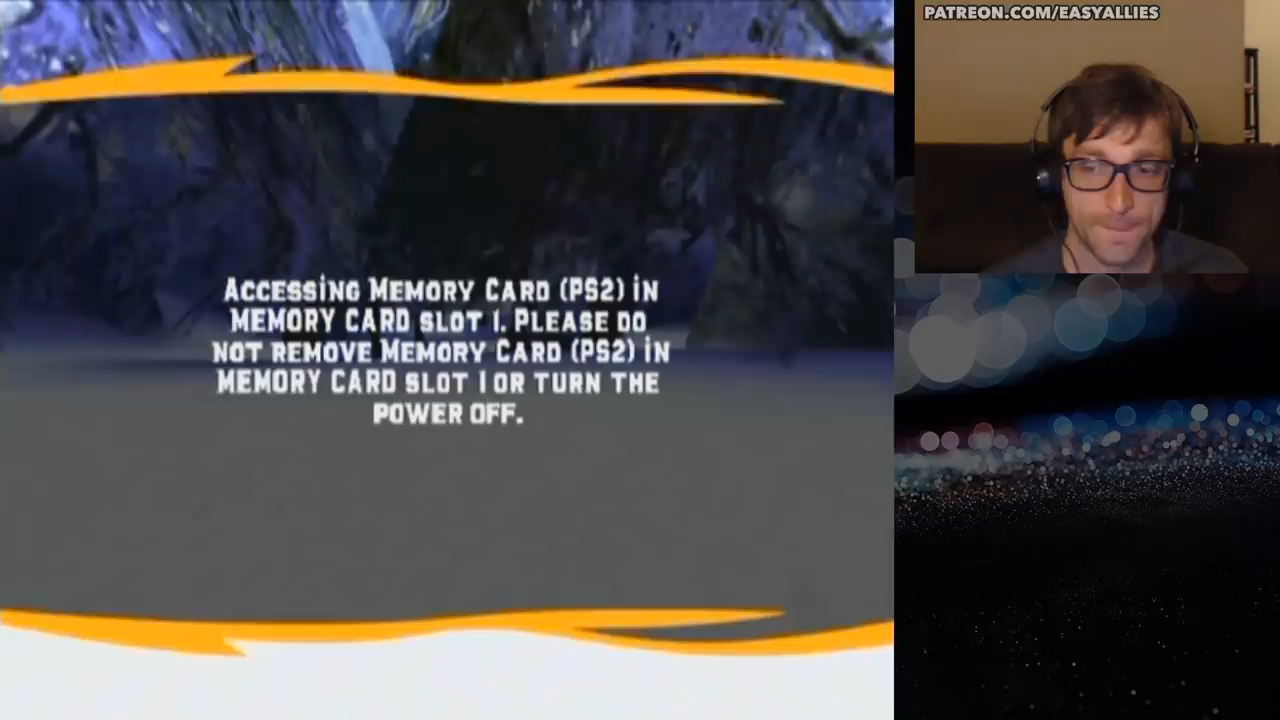 PATREON.COM/EASYALLIES
ACCESSING MEMORY CARD (PS2) IN
MEMORY CARD SLOT 1. PLEASE DO
NOT REMOVE MEMORY CARD (PS2) IN
MEMORY CARD SLOT 1 OR TURN THE
POWER OFF.